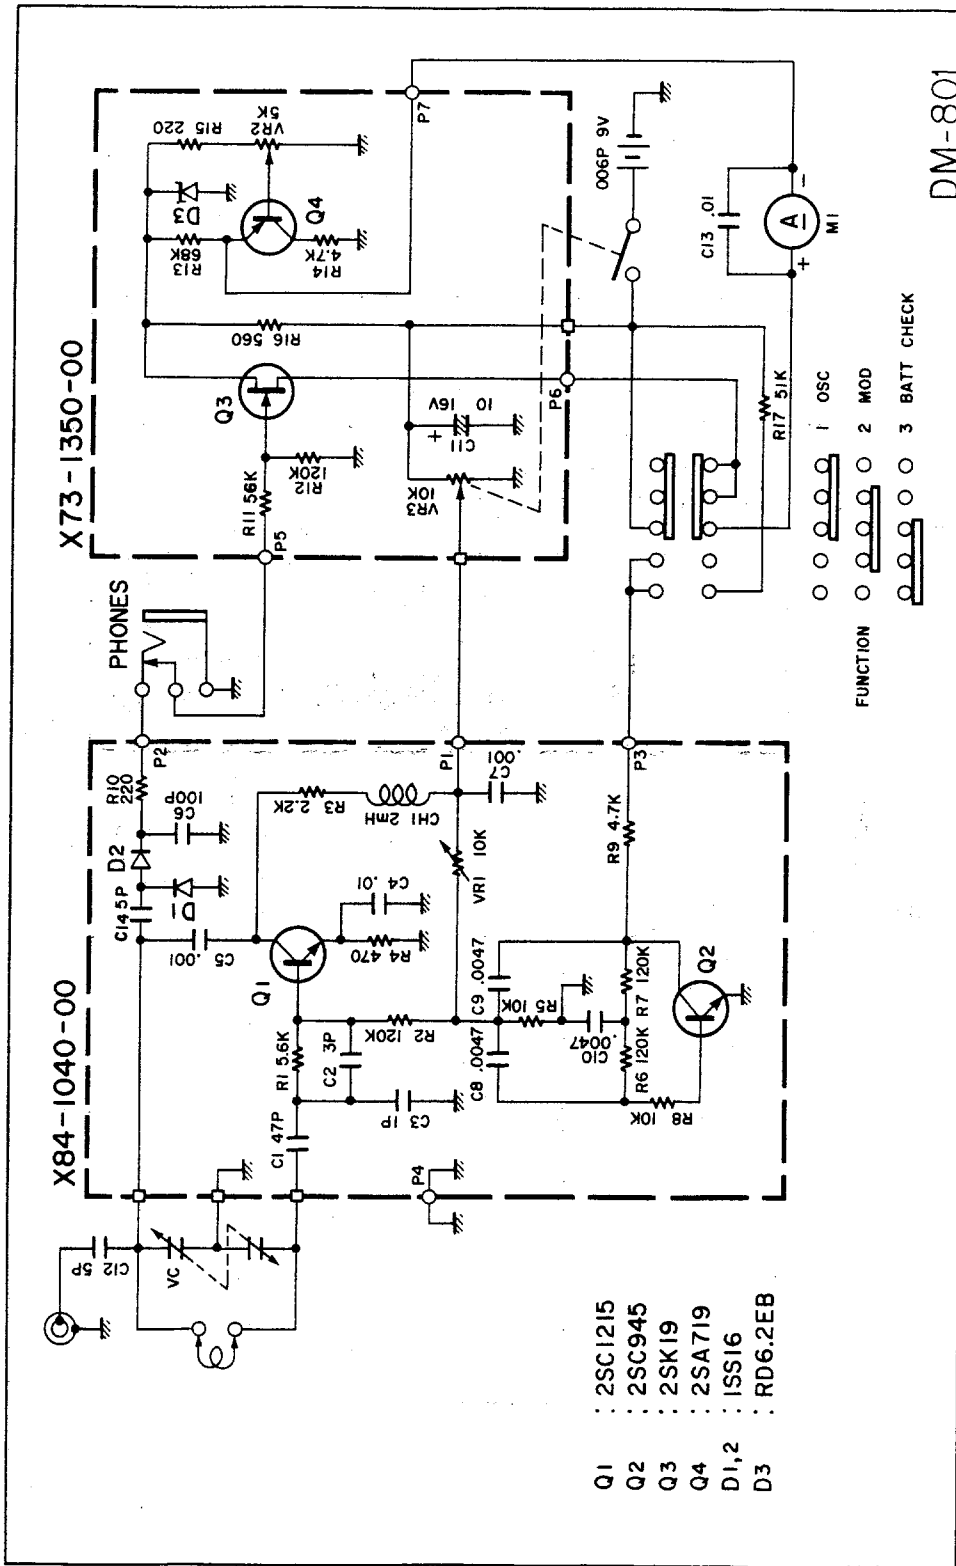 DM-801
X84-1040-00
X73-1350-00
PHONES
C12 5P
VC
P4
C1 47P
R1 5.6K
C2 3P
C3 1P
R2 120K
Q1
C5 .001
C14 5P
D1
D2
C6 100P
R10 220
P2
R3 2.2K
CH1 2mH
R4 470
C4 .01
VR1 10K
C7 .001
P1
C8 .0047
C9 .0047
R5 10K
C10 .0047
R6 120K
R7 120K
R8 10K
Q2
R9 4.7K
P3
P5
R11 56K
R12 120K
Q3
R16 560
VR3 10K
C11 10 16V
+
P6
R13 68K
D3
R15 220
VR2 5K
Q4
R14 4.7K
P7
006P 9V
C13 .01
A
M1
+
-
R17 51K
FUNCTION
1 OSC
2 MOD
3 BATT CHECK
Q1 : 2SC1215
Q2 : 2SC945
Q3 : 2SK19
Q4 : 2SA719
D1,2 : 1SS16
D3 : RD6.2EB